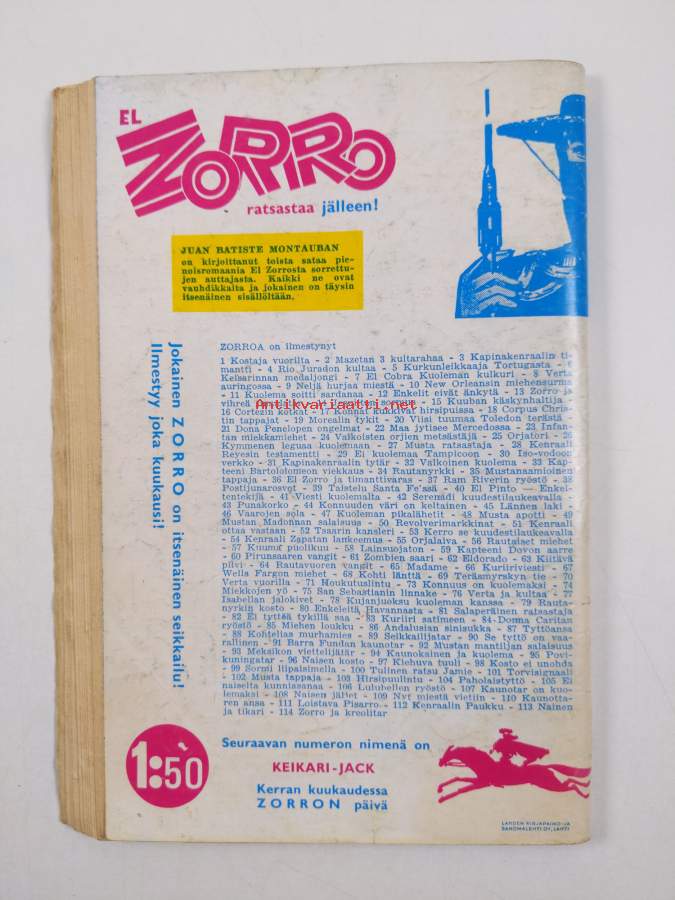 EL
ZORRO
ratsastaa jälleen!
JUAN BATISTE MONTAUBAN
on kirjoittanut toista sataa pie-
noisromaania El Zorrosta sorrettu-
jen auttajasta. Kaikki ne ovat
vauhdikkaita ja jokainen on täysin
itsenäinen sisällöltään.
Jokainen ZORRO on itsenäinen seikkailu!
Ilmestyy joka kuukausi!
ZORROA on ilmestynyt
1 Kostaja vuorilta - 2 Mazetan 3 kultarahaa - 3 Kapinakenraalin ti-
mantti - 4 Rio Juradon kultaa - 5 Kurkunleikkaaja Tortugasta - 6
Keisarinnan medaljongi - 7 El Cobra Kuoleman kulkuri - 8 Verta
auringossa - 9 Neljä hurjaa miestä - 10 New Orleansin miehensurma
- 11 Kuolema soitti sardanaa - 12 Enkelit eivät änkytä - 13 Zorro ja
vihreä - 15 Kuuban käskynhaltija -
16 Cortezin kotkat - 17 Ruusut kukkivat hirsipuissa - 18 Corpus Chris-
tin tappajat - 19 Morealin tykit - 20 Viisi tuumaa Toledon terästä -
21 Dona Penelopen ongelmat - 22 Maa jytisee Mercedossa - 23 Infan-
tan miekkamiehet - 24 Valkoisten orjien metsästäjä - 25 Orjatori - 26
Kymmenen leguaa kuolemaan - 27 Musta ratsastaja - 28 Kenraali
Reyesin testamentti - 29 Ei kuolemaa Tampicoon - 30 Iso-vodoon
verkko - 31 Kapinakenraalin tytär - 32 Valkoinen kuolema - 33 Kap-
teeni Bartolomeon viekkaus - 34 Rautanyrkki - 35 Mustanaamioinen
tappaja - 36 El Zorro ja timanttivaras - 37 Ram Riverin ryöstö - 38
Postijunarosvot - 39 Taistelu Santa Fe'ssä - 40 El Pinto — Enkel-
tentekijä - 41 Viesti kuolemalta - 42 Serenadi kuudestilaukeavalla -
43 Punakorko - 44 Konnuuden väri on keltainen - 45 Lännen laki -
46 Vaarojen sola - 47 Kuoleman pikalähetit - 48 Musta apotti - 49
Mustan Madonnan salaisuus - 50 Revolverimarkkinat - 51 Kenraali
ottaa vastaan - 52 Tsaarin kansleri - 53 Kerro se kuudestilaukeavalla
- 54 Kenraali Zapatan lankeemus - 55 Orjalaiva - 56 Rautaiset miehet
- 57 Kuumt puolikuu - 58 Lainsuojaton - 59 Kapteeni Dovon aarre
- 60 Pirunsaaren vangit - 61 Zombien saari - 62 Eldorado - 63 Kiitävä
pilvi - 64 Rautavuoren vangit - 65 Madame - 66 Kuriiriviesti - 67
Wells Fargon miehet - 68 Kohti länttä - 69 Teräsmyrskyn tie - 70
Verta vuorilla - 71 Houkutuslintu - 73 Konnuus on kuolemaksi - 74
Miekkojen yö - 75 San Sebastianin linnake - 76 Verta ja kultaa - 77
Isabellan jalokivet - 78 Kujanjuoksu kuoleman kanssa - 79 Rauta-
nyrkin kosto - 80 Enkeleitä Havannasta - 81 Salaperäinen ratsastaja
- 82 Ei tyttöä tykillä saa - 83 Kuriiri satimeen - 84 Donna Caritan
ryöstö - 85 Miehen loukku - 86 Andalusian sinisukka - 87 Tyttöansa
- 88 Kohtelias murhamies - 89 Seikkailijatar - 90 Se tyttö on vaa-
rallinen - 91 Barra Fundan kaunotar - 92 Mustan mantiljan salaisuus
- 93 Meksikon viettelijätär - 94 Kaunokainen ja kuolema - 95 Povi-
kuningatar - 96 Naisen kosto - 97 Kiehuva tuuli - 98 Kosto ei unohda
- 99 Sormi liipaisimella - 100 Tulinen ratsu Jamie - 101 Torvisignaali
- 102 Musta tappaja - 103 Hirsipuulintu - 104 Paholaistyttö - 105 Ei
naiselta kunniasanaa - 106 Lulubellen ryöstö - 107 Kaunotar on kuo-
lemaksi - 108 Naisen jäljet - 109 Nyt miestä vietiin - 110 Kaunotta-
ren ansa - 111 Loistava Pisarro - 112 Kenraalin Paukku - 113 Nainen
ja tikari - 114 Zorro ja kreolitar
Antikvariaatti.net
1:50
Seuraavan numeron nimenä on
KEIKARI-JACK
Kerran kuukaudessa
ZORRON päivä
LAHDEN KIRJAPAINO- JA
SANOMALEHTI OY, LAHTI